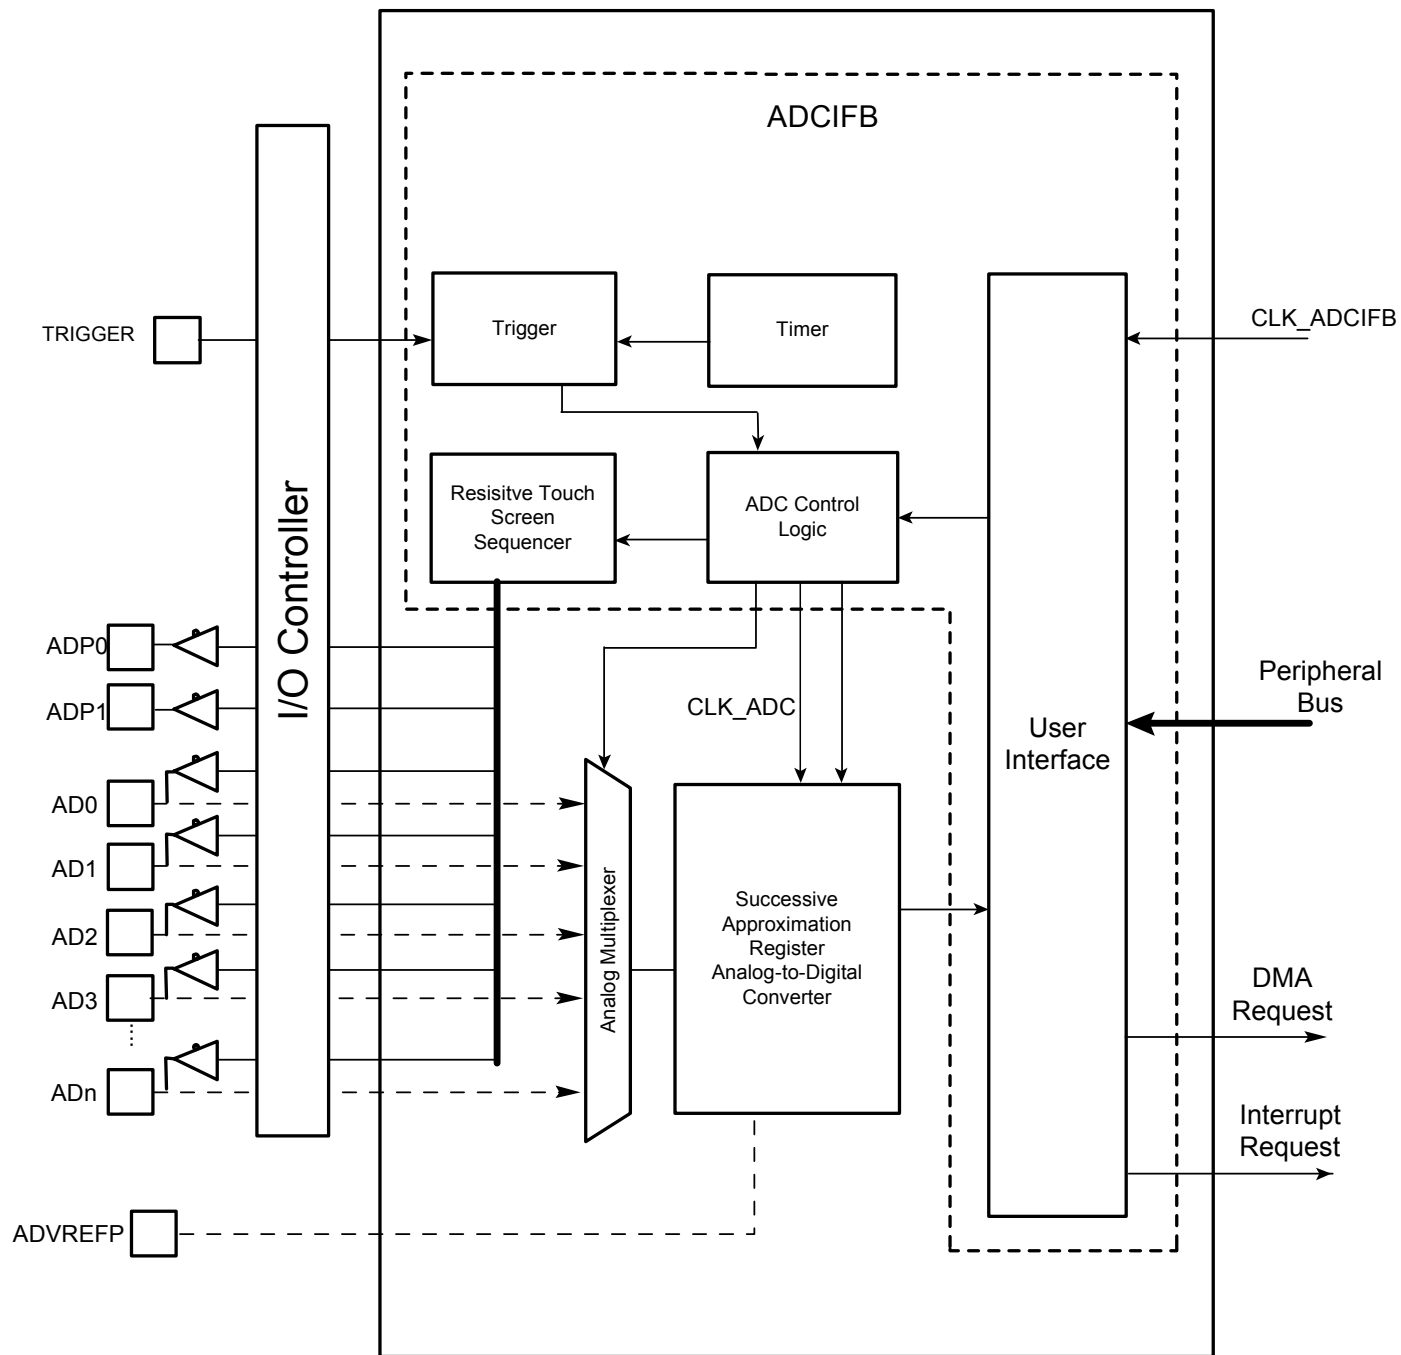 ADCIFB
TRIGGER
Trigger
Timer
CLK_ADCIFB
I/O Controller
Resisitve Touch
Screen
Sequencer
ADC Control
Logic
ADP0
ADP1
CLK_ADC
User
Interface
Peripheral
Bus
AD0
AD1
AD2
AD3
ADn
Analog Multiplexer
Successive
Approximation
Register
Analog-to-Digital
Converter
DMA
Request
Interrupt
Request
ADVREFP